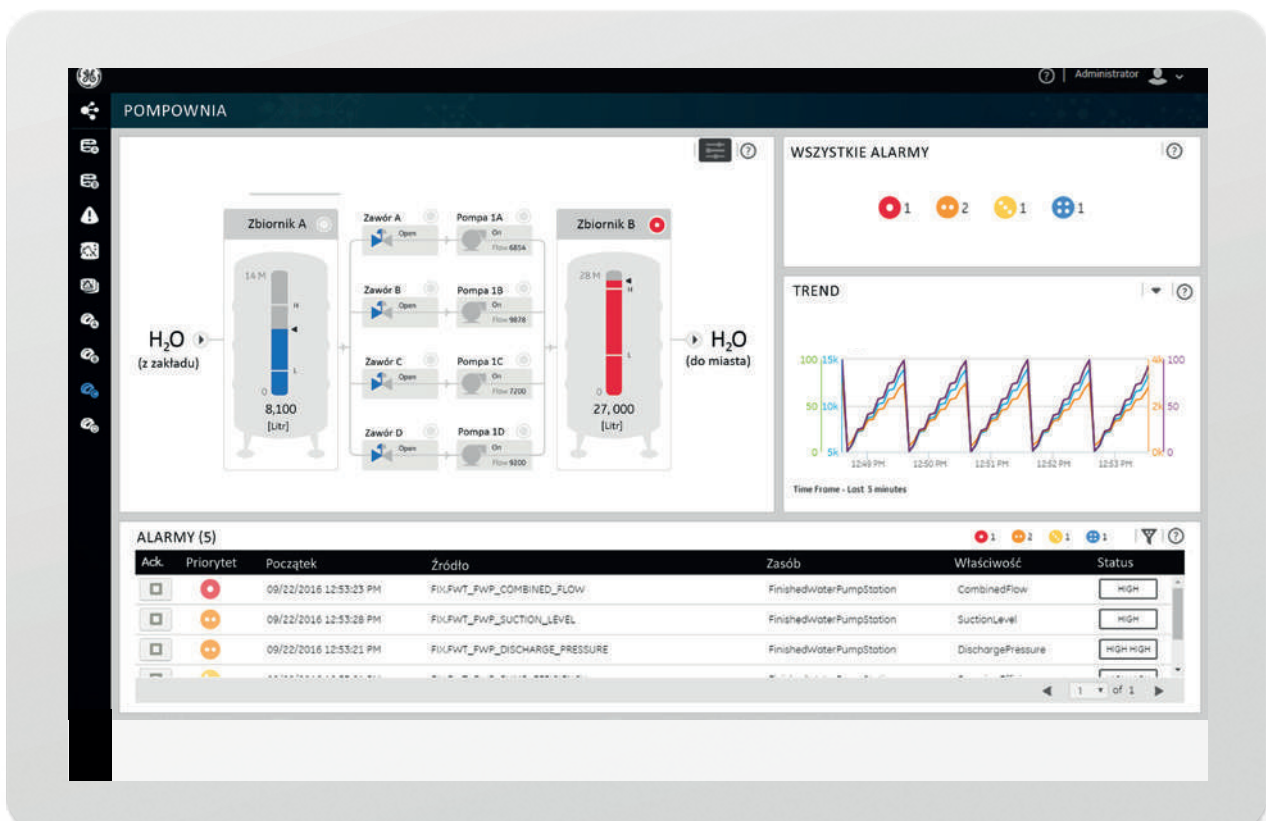 Administrator
POMPOWNIA
WSZYSTKIE ALARMY
1 2 1 1
Zbiornik A
Zawór A
Open
Pompa 1A
On
Flow 6854
Zbiornik B
14 M
H
L
0
8,100
[Litr]
Zawór B
Open
Pompa 1B
On
Flow 9876
28 M
H
L
0
27, 000
[Litr]
H₂O
(z zakładu)
Zawór C
Open
Pompa 1C
On
Flow 7200
H₂O
(do miasta)
Zawór D
Open
Pompa 1D
On
Flow 9200
TREND
100 15k 4k 100
50 10k 2k 50
0 5k 0k 0
12:49 PM 12:50 PM 12:51 PM 12:52 PM 12:53 PM
Time Frame - Last 5 minutes
ALARMY (5)
1 2 1 1
Ack. Priorytet Początek Źródło Zasób Właściwość Status
09/22/2016 12:53:23 PM FIX.FWT_FWP_COMBINED_FLOW FinishedWaterPumpStation CombinedFlow HIGH
09/22/2016 12:53:28 PM FIX.FWT_FWP_SUCTION_LEVEL FinishedWaterPumpStation SuctionLevel HIGH
09/22/2016 12:53:21 PM FIX.FWT_FWP_DISCHARGE_PRESSURE FinishedWaterPumpStation DischargePressure HIGH HIGH
1 of 1